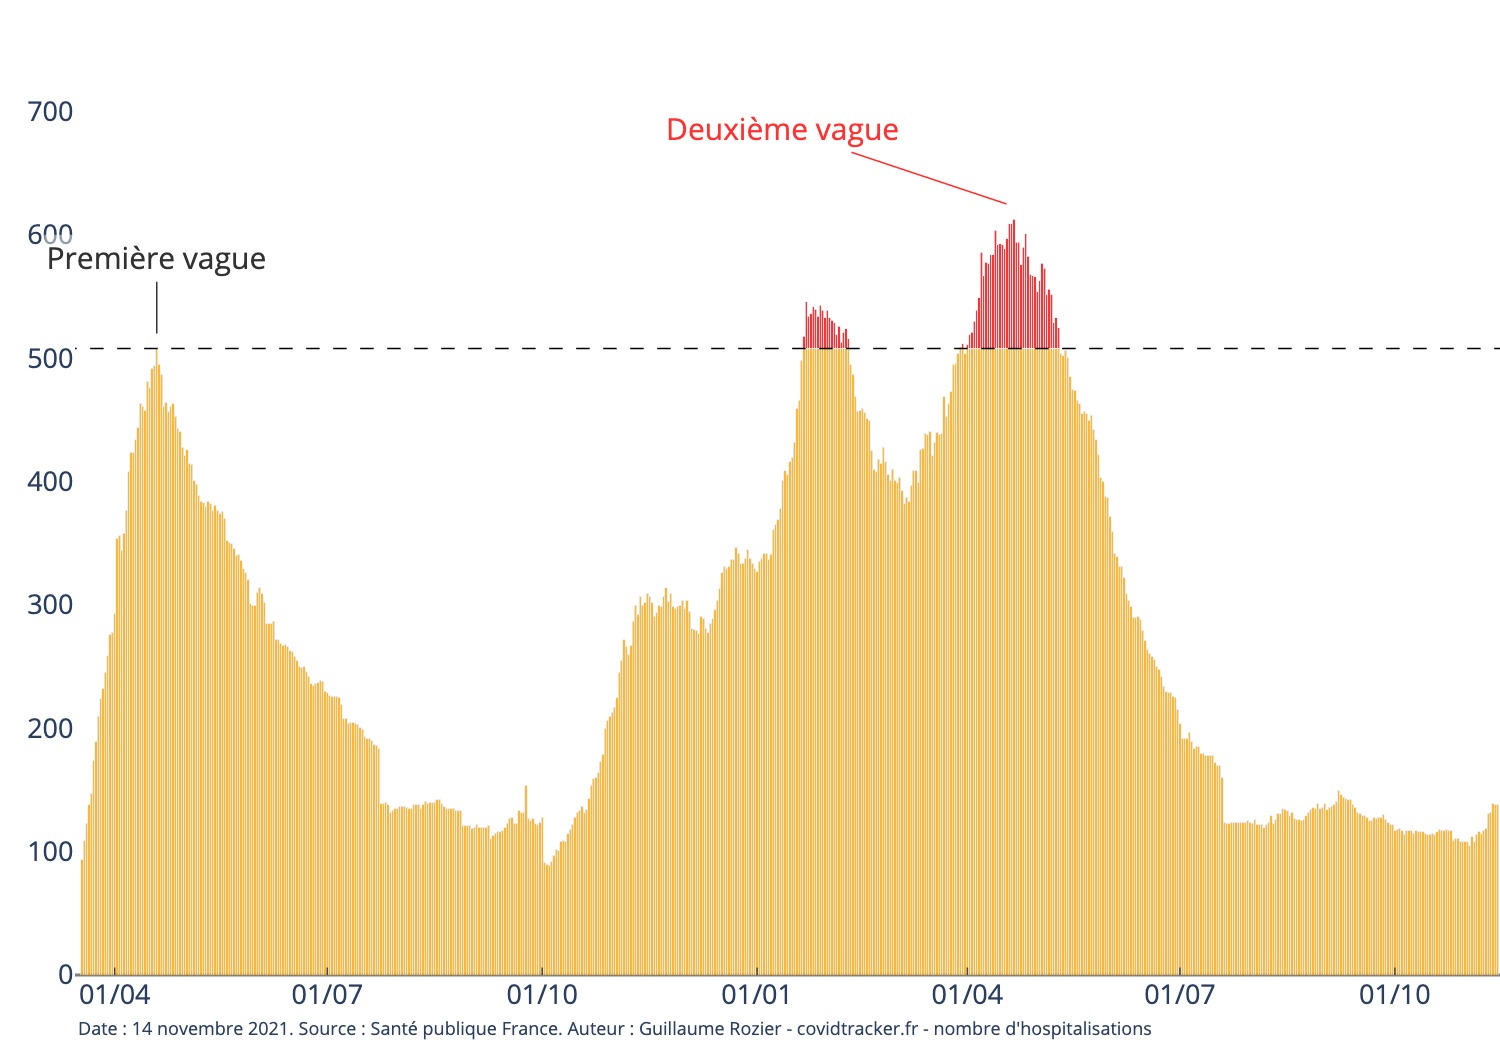 700
Deuxième vague
600
Première vague
500
400
300
200
100
0
01/04 01/07 01/10 01/01 01/04 01/07 01/10
Date : 14 novembre 2021. Source : Santé publique France. Auteur : Guillaume Rozier - covidtracker.fr - nombre d'hospitalisations